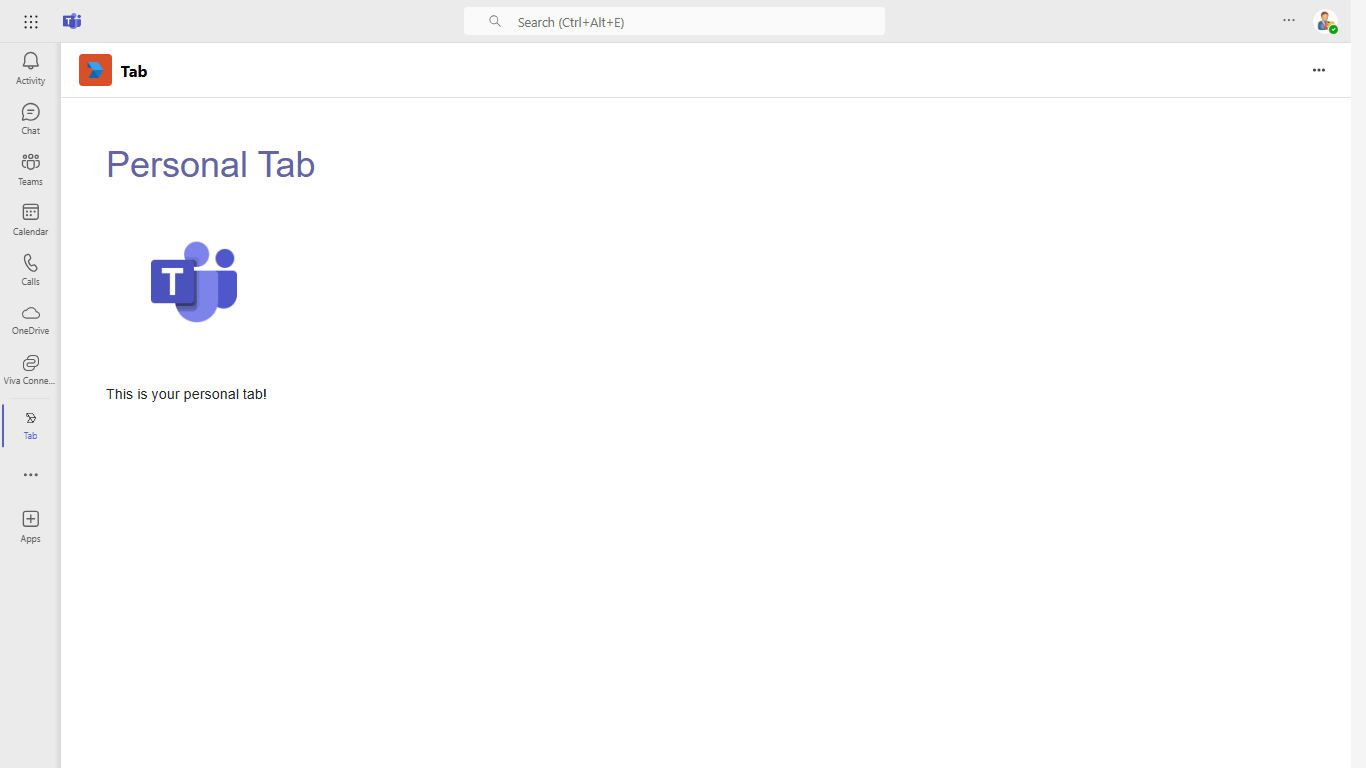 Search (Ctrl+Alt+E)
Activity
Chat
Teams
Calendar
Calls
OneDrive
Viva Conne...
Tab
Apps
Tab
Personal Tab
T
This is your personal tab!